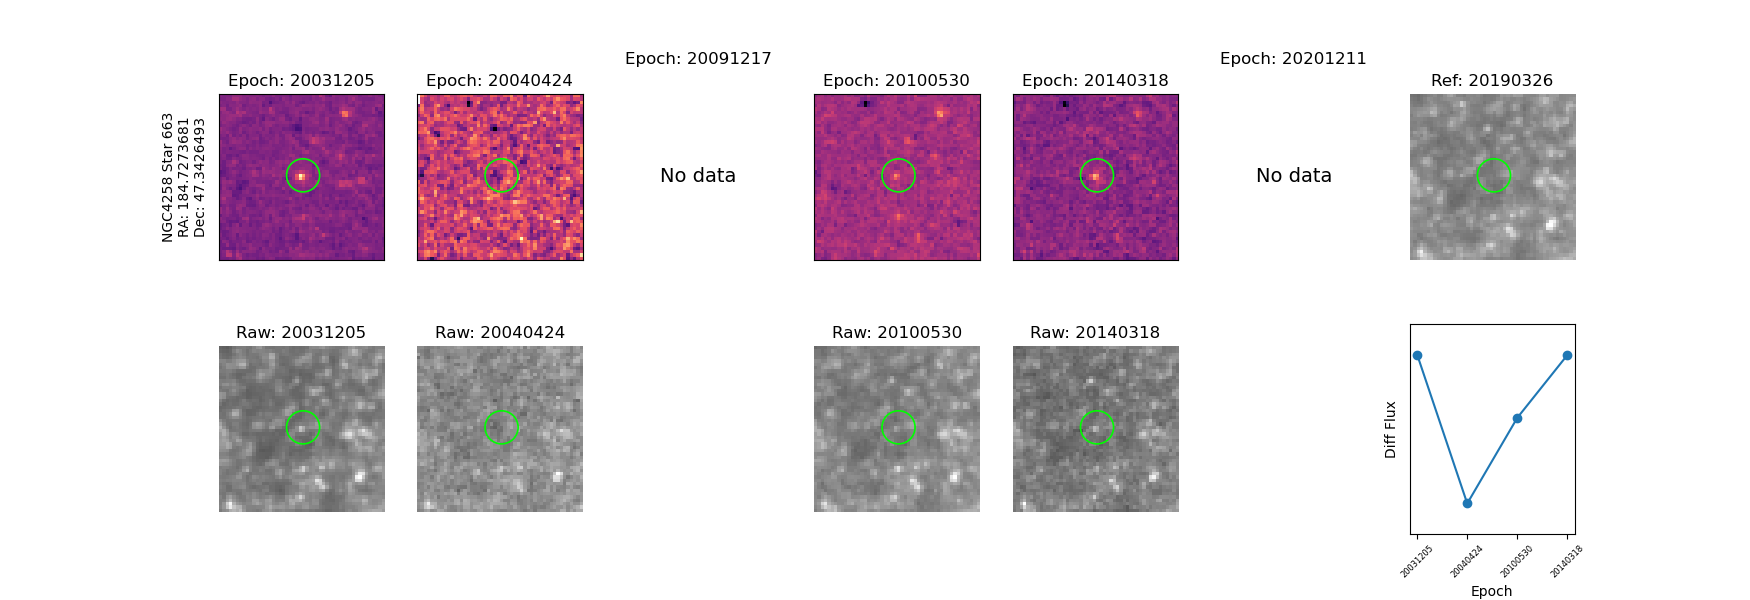 Epoch: 20031205
Epoch: 20040424
Epoch: 20091217
Epoch: 20100530
Epoch: 20140318
Epoch: 20201211
Ref: 20190326
NGC4258 Star 663
RA: 184.7273681
Dec: 47.3426493
No data
No data
Raw: 20031205
Raw: 20040424
Raw: 20100530
Raw: 20140318
Diff Flux
20031205
20040424
20100530
20140318
Epoch